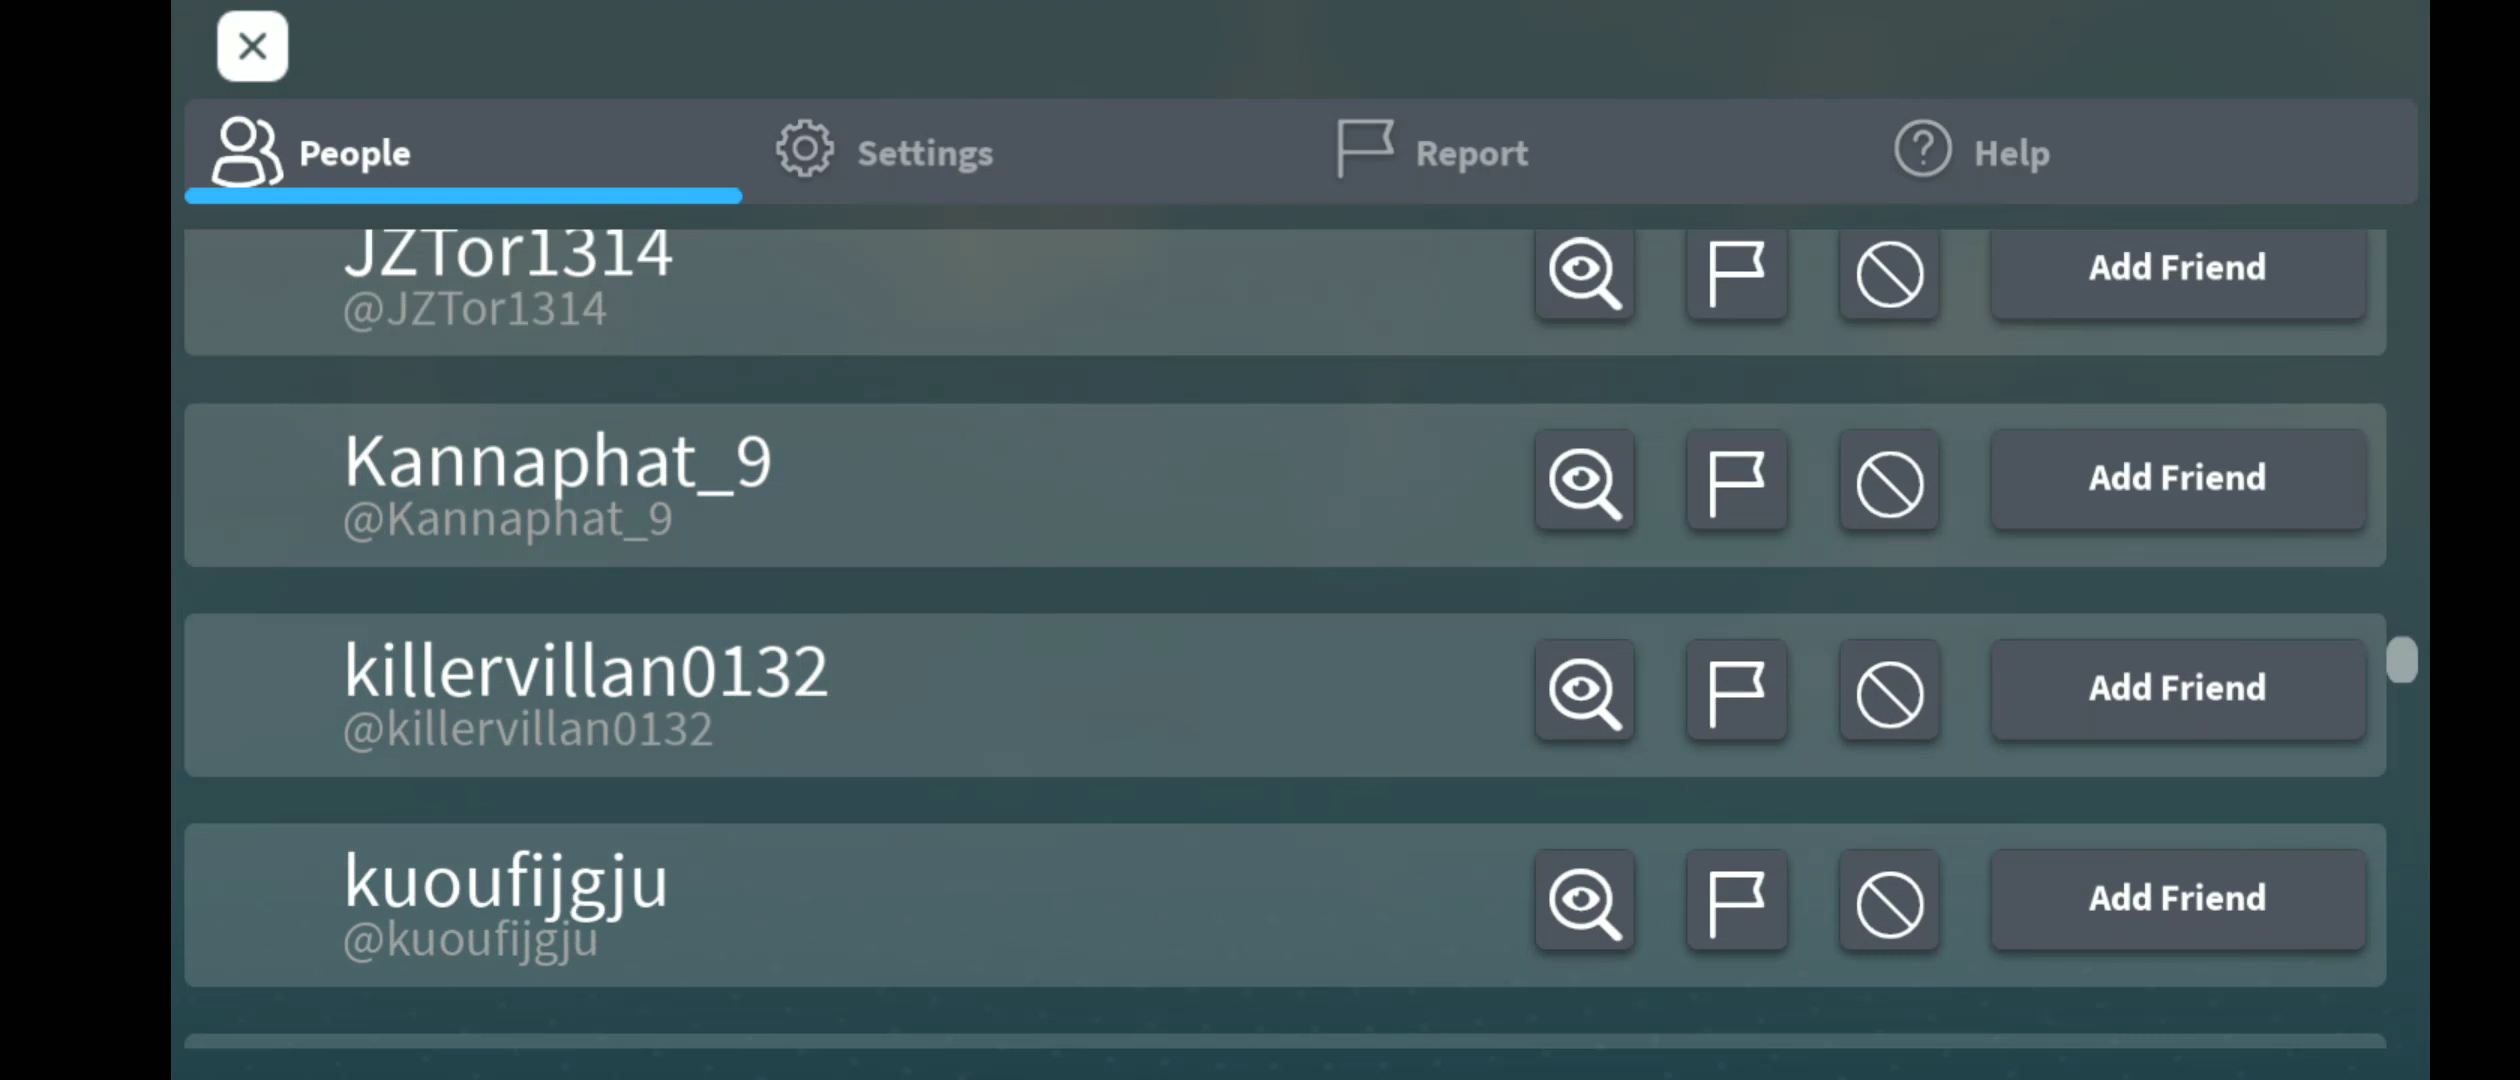 People
Settings
Report
Help
JZTor1314
@JZTor1314
Add Friend
Kannaphat_9
@Kannaphat_9
Add Friend
killervillan0132
@killervillan0132
Add Friend
kuoufijgju
@kuoufijgju
Add Friend